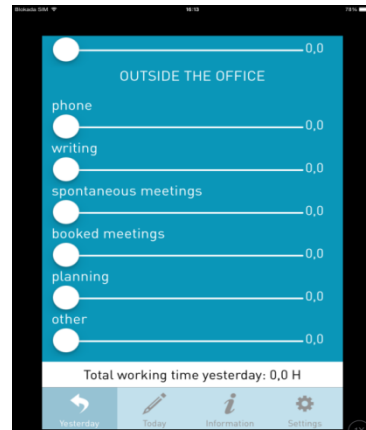 Blokada SIM 16:13 79%
0,0
OUTSIDE THE OFFICE
phone
0,0
writing
0,0
spontaneous meetings
0,0
booked meetings
0,0
planning
0,0
other
0,0
Total working time yesterday: 0,0 H
Yesterday Today Information Settings